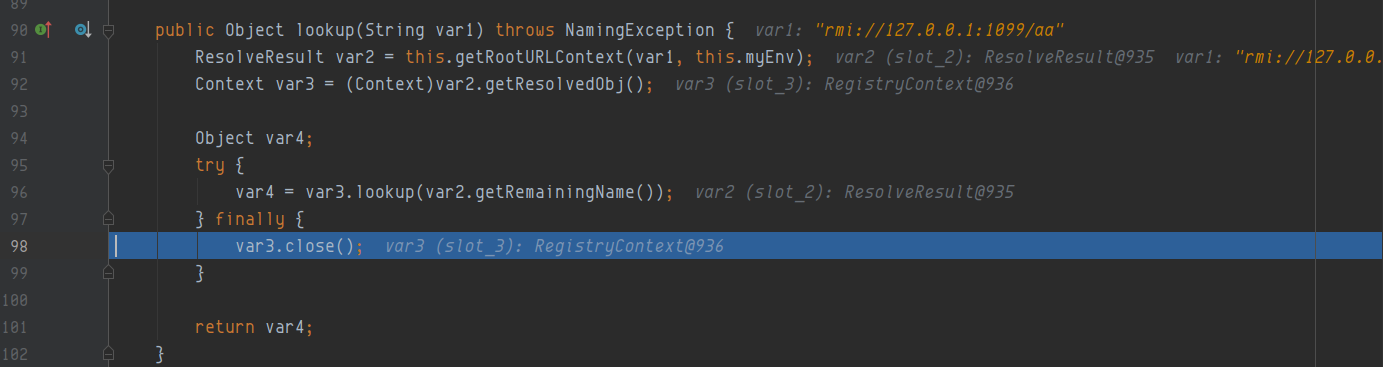 89
90 public Object lookup(String var1) throws NamingException { var1: "rmi://127.0.0.1:1099/aa"
91 ResolveResult var2 = this.getRootURLContext(var1, this.myEnv); var2 (slot_2): ResolveResult@935 var1: "rmi://127.0.0.
92 Context var3 = (Context)var2.getResolvedObj(); var3 (slot_3): RegistryContext@936
93
94 Object var4;
95 try {
96 var4 = var3.lookup(var2.getRemainingName()); var2 (slot_2): ResolveResult@935
97 } finally {
98 var3.close(); var3 (slot_3): RegistryContext@936
99 }
100
101 return var4;
102 }